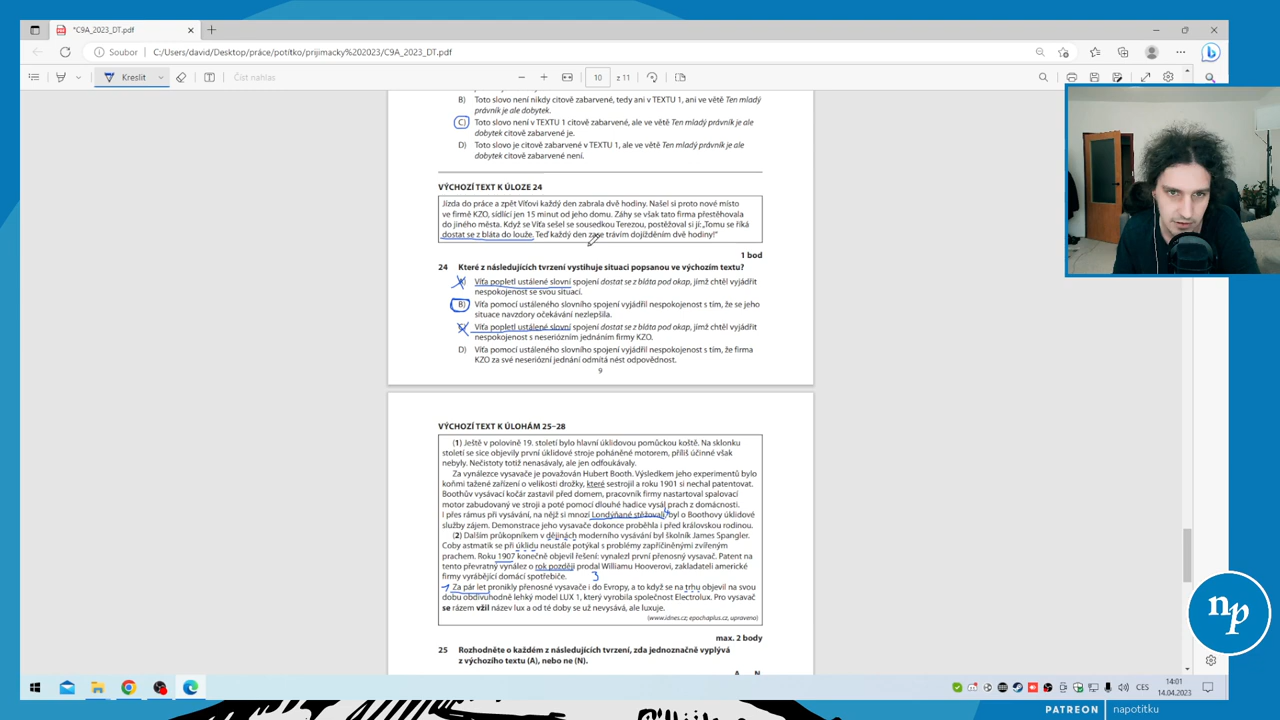 *C9A_2023_DT.pdf
Soubor
C:/Users/david/Desktop/práce/potítko/prijimacky%202023/C9A_2023_DT.pdf
Kreslit
Číst nahlas
10
z 11
B) Toto slovo není nikdy citově zabarvené, tedy ani v TEXTU 1, ani ve větě Ten mladý
právník je ale dobytek.
C) Toto slovo není v TEXTU 1 citově zabarvené, ale ve větě Ten mladý právník je ale
dobytek citově zabarvené je.
D) Toto slovo je citově zabarvené v TEXTU 1, ale ve větě Ten mladý právník je ale
dobytek citově zabarvené není.
VÝCHOZÍ TEXT K ÚLOZE 24
Jízda do práce a zpět Víťovi každý den zabrala dvě hodiny. Našel si proto nové místo
ve firmě KZO, sídlící jen 15 minut od jeho domu. Záhy se však tato firma přestěhovala
do jiného města. Když se Víťa sešel se sousedkou Terezou, postěžoval si jí: „Tomu se říká
dostat se z bláta do louže. Teď každý den zase trávím dojížděním dvě hodiny!“
1 bod
24 Které z následujících tvrzení vystihuje situaci popsanou ve výchozím textu?
A) Víťa popletl ustálené slovní spojení dostat se z bláta pod okap, jímž chtěl vyjádřit
nespokojenost se svou situací.
B) Víťa pomocí ustáleného slovního spojení vyjádřil nespokojenost s tím, že se jeho
situace navzdory očekávání nezlepšila.
C) Víťa popletl ustálené slovní spojení dostat se z bláta pod okap, jímž chtěl vyjádřit
nespokojenost s neseriózním jednáním firmy KZO.
D) Víťa pomocí ustáleného slovního spojení vyjádřil nespokojenost s tím, že firma
KZO za své neseriózní jednání odmítá nést odpovědnost.
9
VÝCHOZÍ TEXT K ÚLOHÁM 25–28
(1) Ještě v polovině 19. století bylo hlavní úklidovou pomůckou koště. Na sklonku
století se sice objevily první úklidové stroje poháněné motorem, příliš účinné však
nebyly. Nečistoty totiž nenasávaly, ale jen odfoukávaly.
Za vynálezce vysavače je považován Hubert Booth. Výsledkem jeho experimentů bylo
koňmi tažené zařízení o velikosti drožky, které sestrojil a roku 1901 si nechal patentovat.
Boothův vysávací kočár zastavil před domem, pracovník firmy nastartoval spalovací
motor zabudovaný ve stroji a poté pomocí dlouhé hadice vysál prach z domácnosti.
I přes rámus při vysávání, na nějž si mnozí Londýňané stěžovali, byl o Boothovy úklidové
služby zájem. Demonstrace jeho vysavače dokonce proběhla i před královskou rodinou.
(2) Dalším průkopníkem v dějinách moderního vysávání byl školník James Spangler.
Coby astmatik se při úklidu neustále potýkal s problémy zapříčiněnými zvířeným
prachem. Roku 1907 konečně objevil řešení: vynalezl první přenosný vysavač. Patent na
tento převratný vynález o rok později prodal Williamu Hooverovi, zakladateli americké
firmy vyrábějící domácí spotřebiče. 3
Za pár let pronikly přenosné vysavače i do Evropy, a to když se na trhu objevil na svou
dobu obdivuhodně lehký model LUX 1, který vyrobila společnost Electrolux. Pro vysavač
se rázem vžil název lux a od té doby se už nevysává, ale luxuje.
(www.idnes.cz; epochaplus.cz, upraveno)
max. 2 body
25 Rozhodněte o každém z následujících tvrzení, zda jednoznačně vyplývá
z výchozího textu (A), nebo ne (N).
A N
np
CES
14:01
14.04.2023
PATREON napotitku